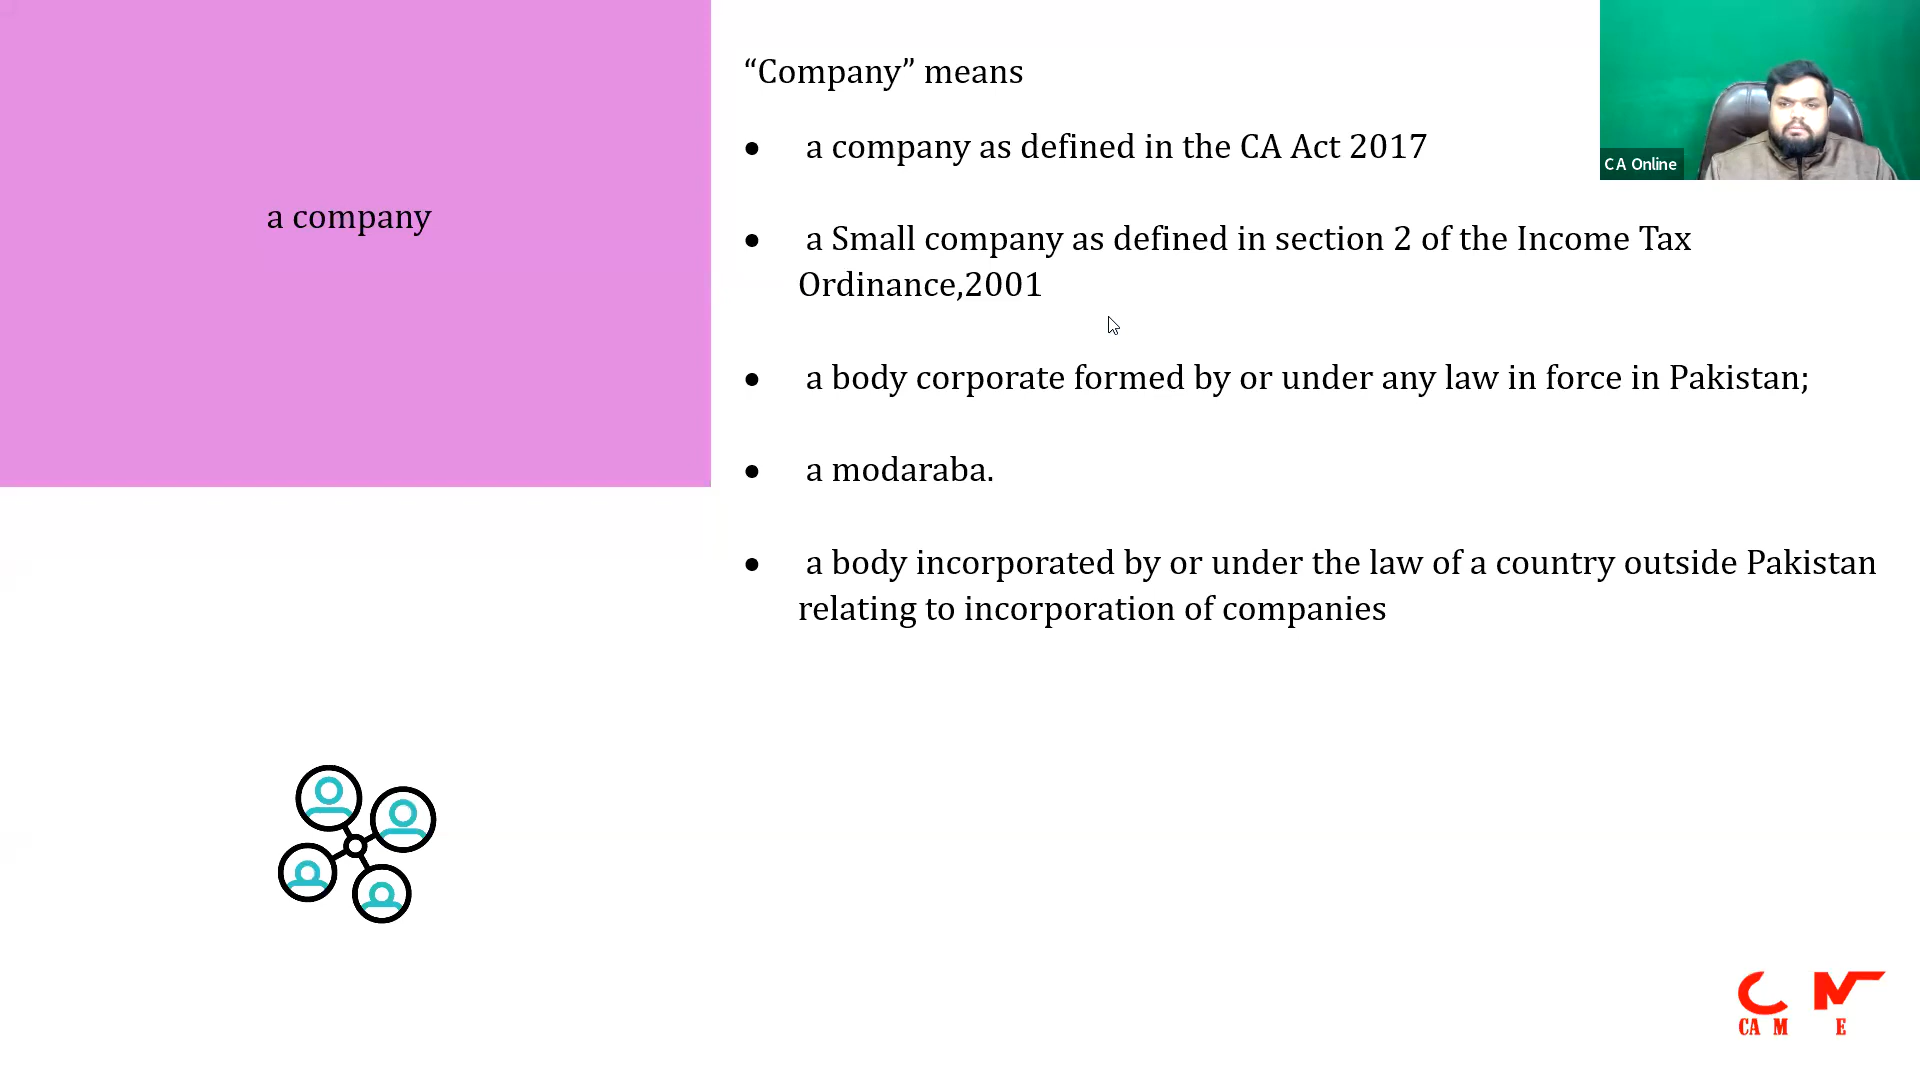 a company
“Company” means
• a company as defined in the CA Act 2017
• a Small company as defined in section 2 of the Income Tax
Ordinance,2001
• a body corporate formed by or under any law in force in Pakistan;
• a modaraba.
• a body incorporated by or under the law of a country outside Pakistan
relating to incorporation of companies
CA Online
CA M E